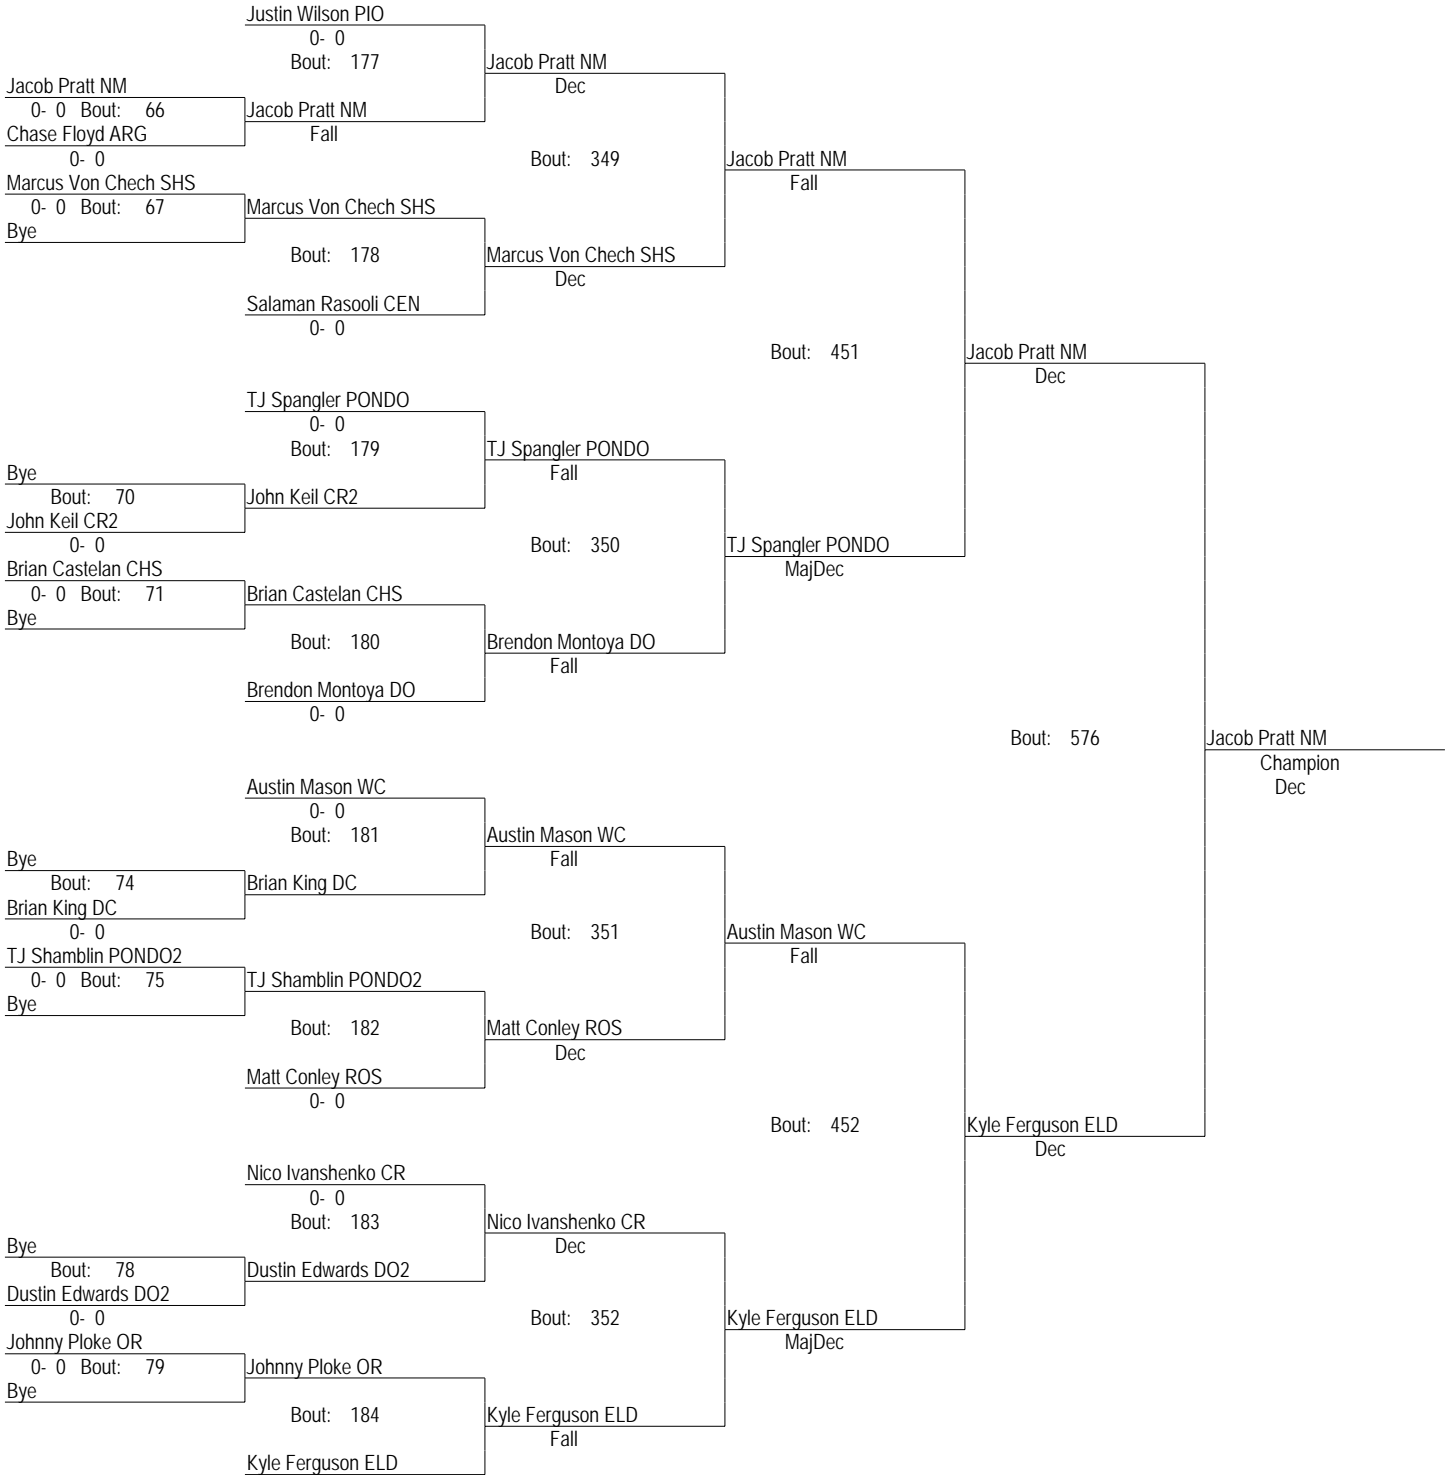 Justin Wilson PIO
0- 0
Bout: 177
Jacob Pratt NM
Dec
Jacob Pratt NM
0- 0 Bout: 66
Jacob Pratt NM
Chase Floyd ARG
Fall
0- 0
Bout: 349
Jacob Pratt NM
Marcus Von Chech SHS
Fall
0- 0 Bout: 67
Marcus Von Chech SHS
Bye
Bout: 178
Marcus Von Chech SHS
Dec
Salaman Rasooli CEN
0- 0
Bout: 451
Jacob Pratt NM
Dec
TJ Spangler PONDO
0- 0
Bout: 179
TJ Spangler PONDO
Bye
Fall
Bout: 70
John Keil CR2
John Keil CR2
0- 0
Bout: 350
TJ Spangler PONDO
Brian Castelan CHS
MajDec
0- 0 Bout: 71
Brian Castelan CHS
Bye
Bout: 180
Brendon Montoya DO
Fall
Brendon Montoya DO
0- 0
Bout: 576
Jacob Pratt NM
Champion
Dec
Austin Mason WC
0- 0
Bout: 181
Austin Mason WC
Bye
Fall
Bout: 74
Brian King DC
Brian King DC
0- 0
Bout: 351
Austin Mason WC
TJ Shamblin PONDO2
Fall
0- 0 Bout: 75
TJ Shamblin PONDO2
Bye
Bout: 182
Matt Conley ROS
Dec
Matt Conley ROS
0- 0
Bout: 452
Kyle Ferguson ELD
Dec
Nico Ivanshenko CR
0- 0
Bout: 183
Nico Ivanshenko CR
Bye
Dec
Bout: 78
Dustin Edwards DO2
Dustin Edwards DO2
0- 0
Bout: 352
Kyle Ferguson ELD
Johnny Ploke OR
MajDec
0- 0 Bout: 79
Johnny Ploke OR
Bye
Bout: 184
Kyle Ferguson ELD
Fall
Kyle Ferguson ELD